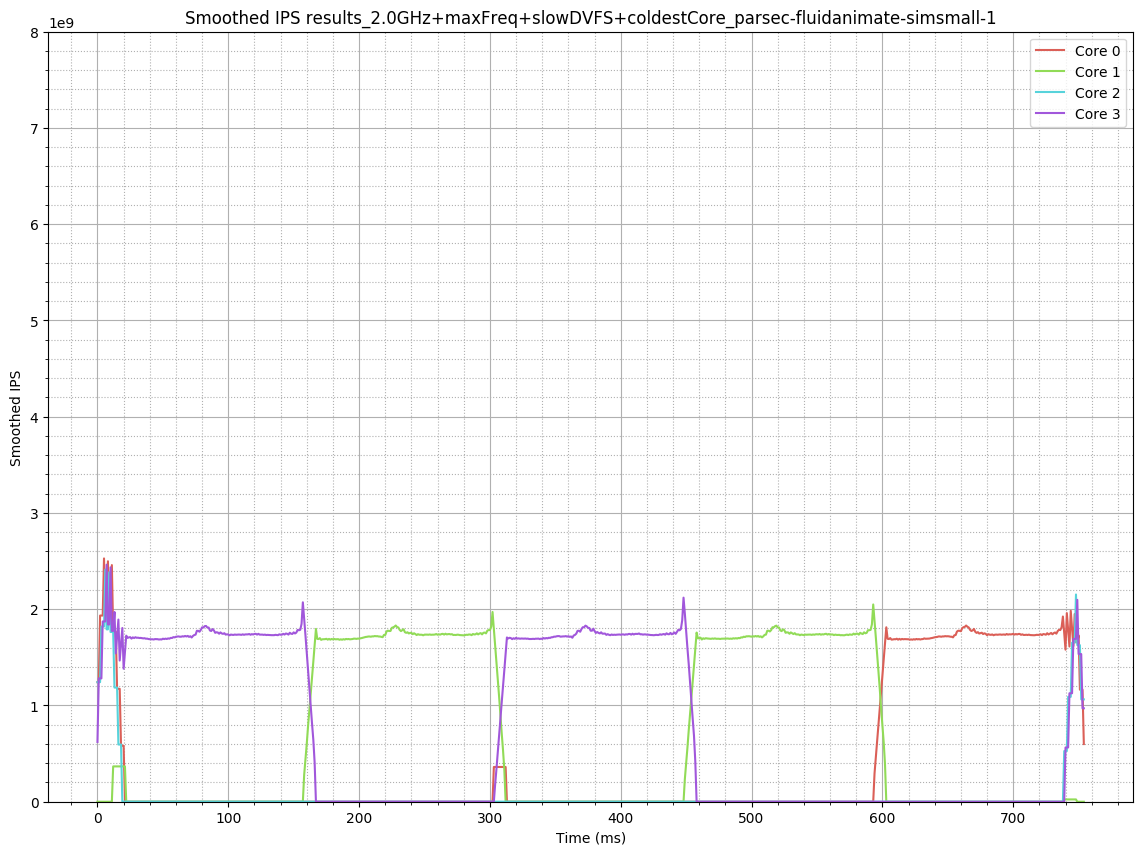 Smoothed IPS results_2.0GHz+maxFreq+slowDVFS+coldestCore_parsec-fluidanimate-simsmall-1
1e9
8
7
6
5
4
3
2
1
0
Smoothed IPS
Core 0
Core 1
Core 2
Core 3
0 100 200 300 400 500 600 700
Time (ms)